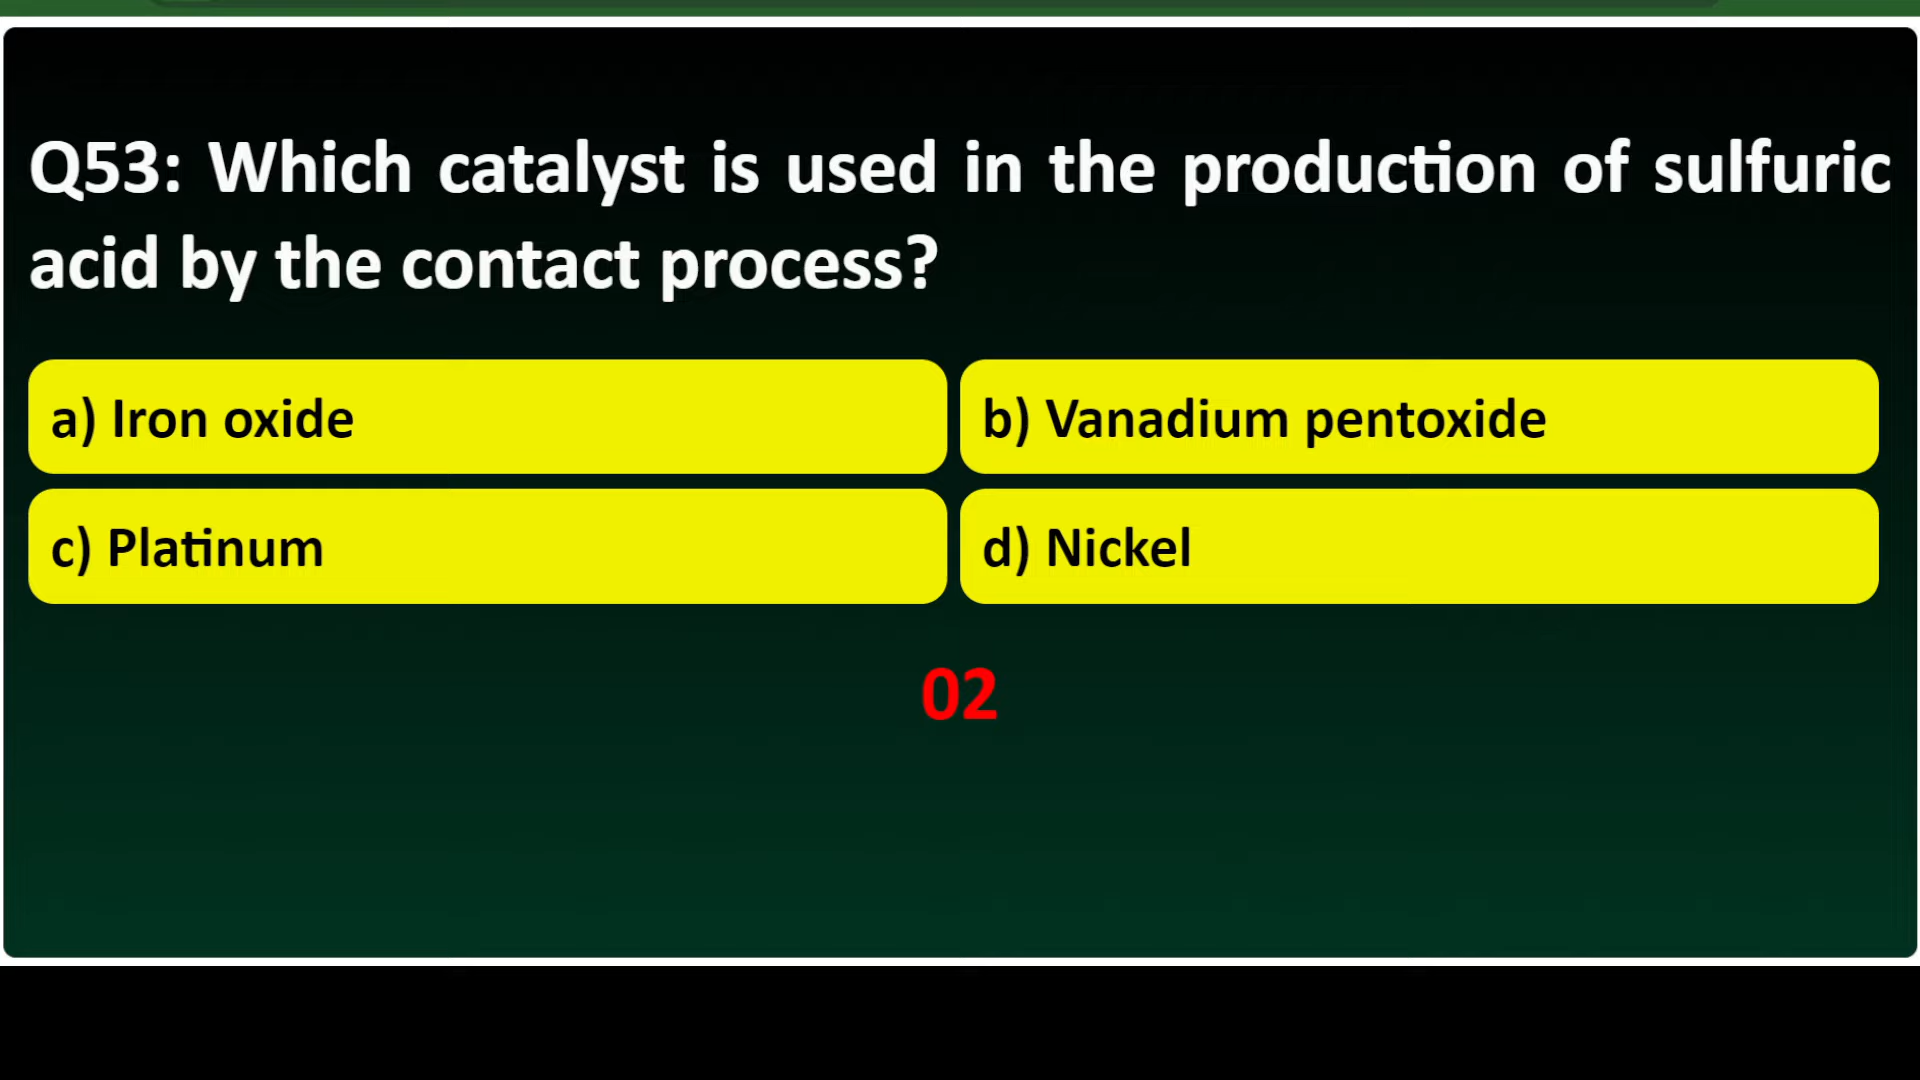 Q53: Which catalyst is used in the production of sulfuric
acid by the contact process?
a) Iron oxide
b) Vanadium pentoxide
c) Platinum
d) Nickel
02